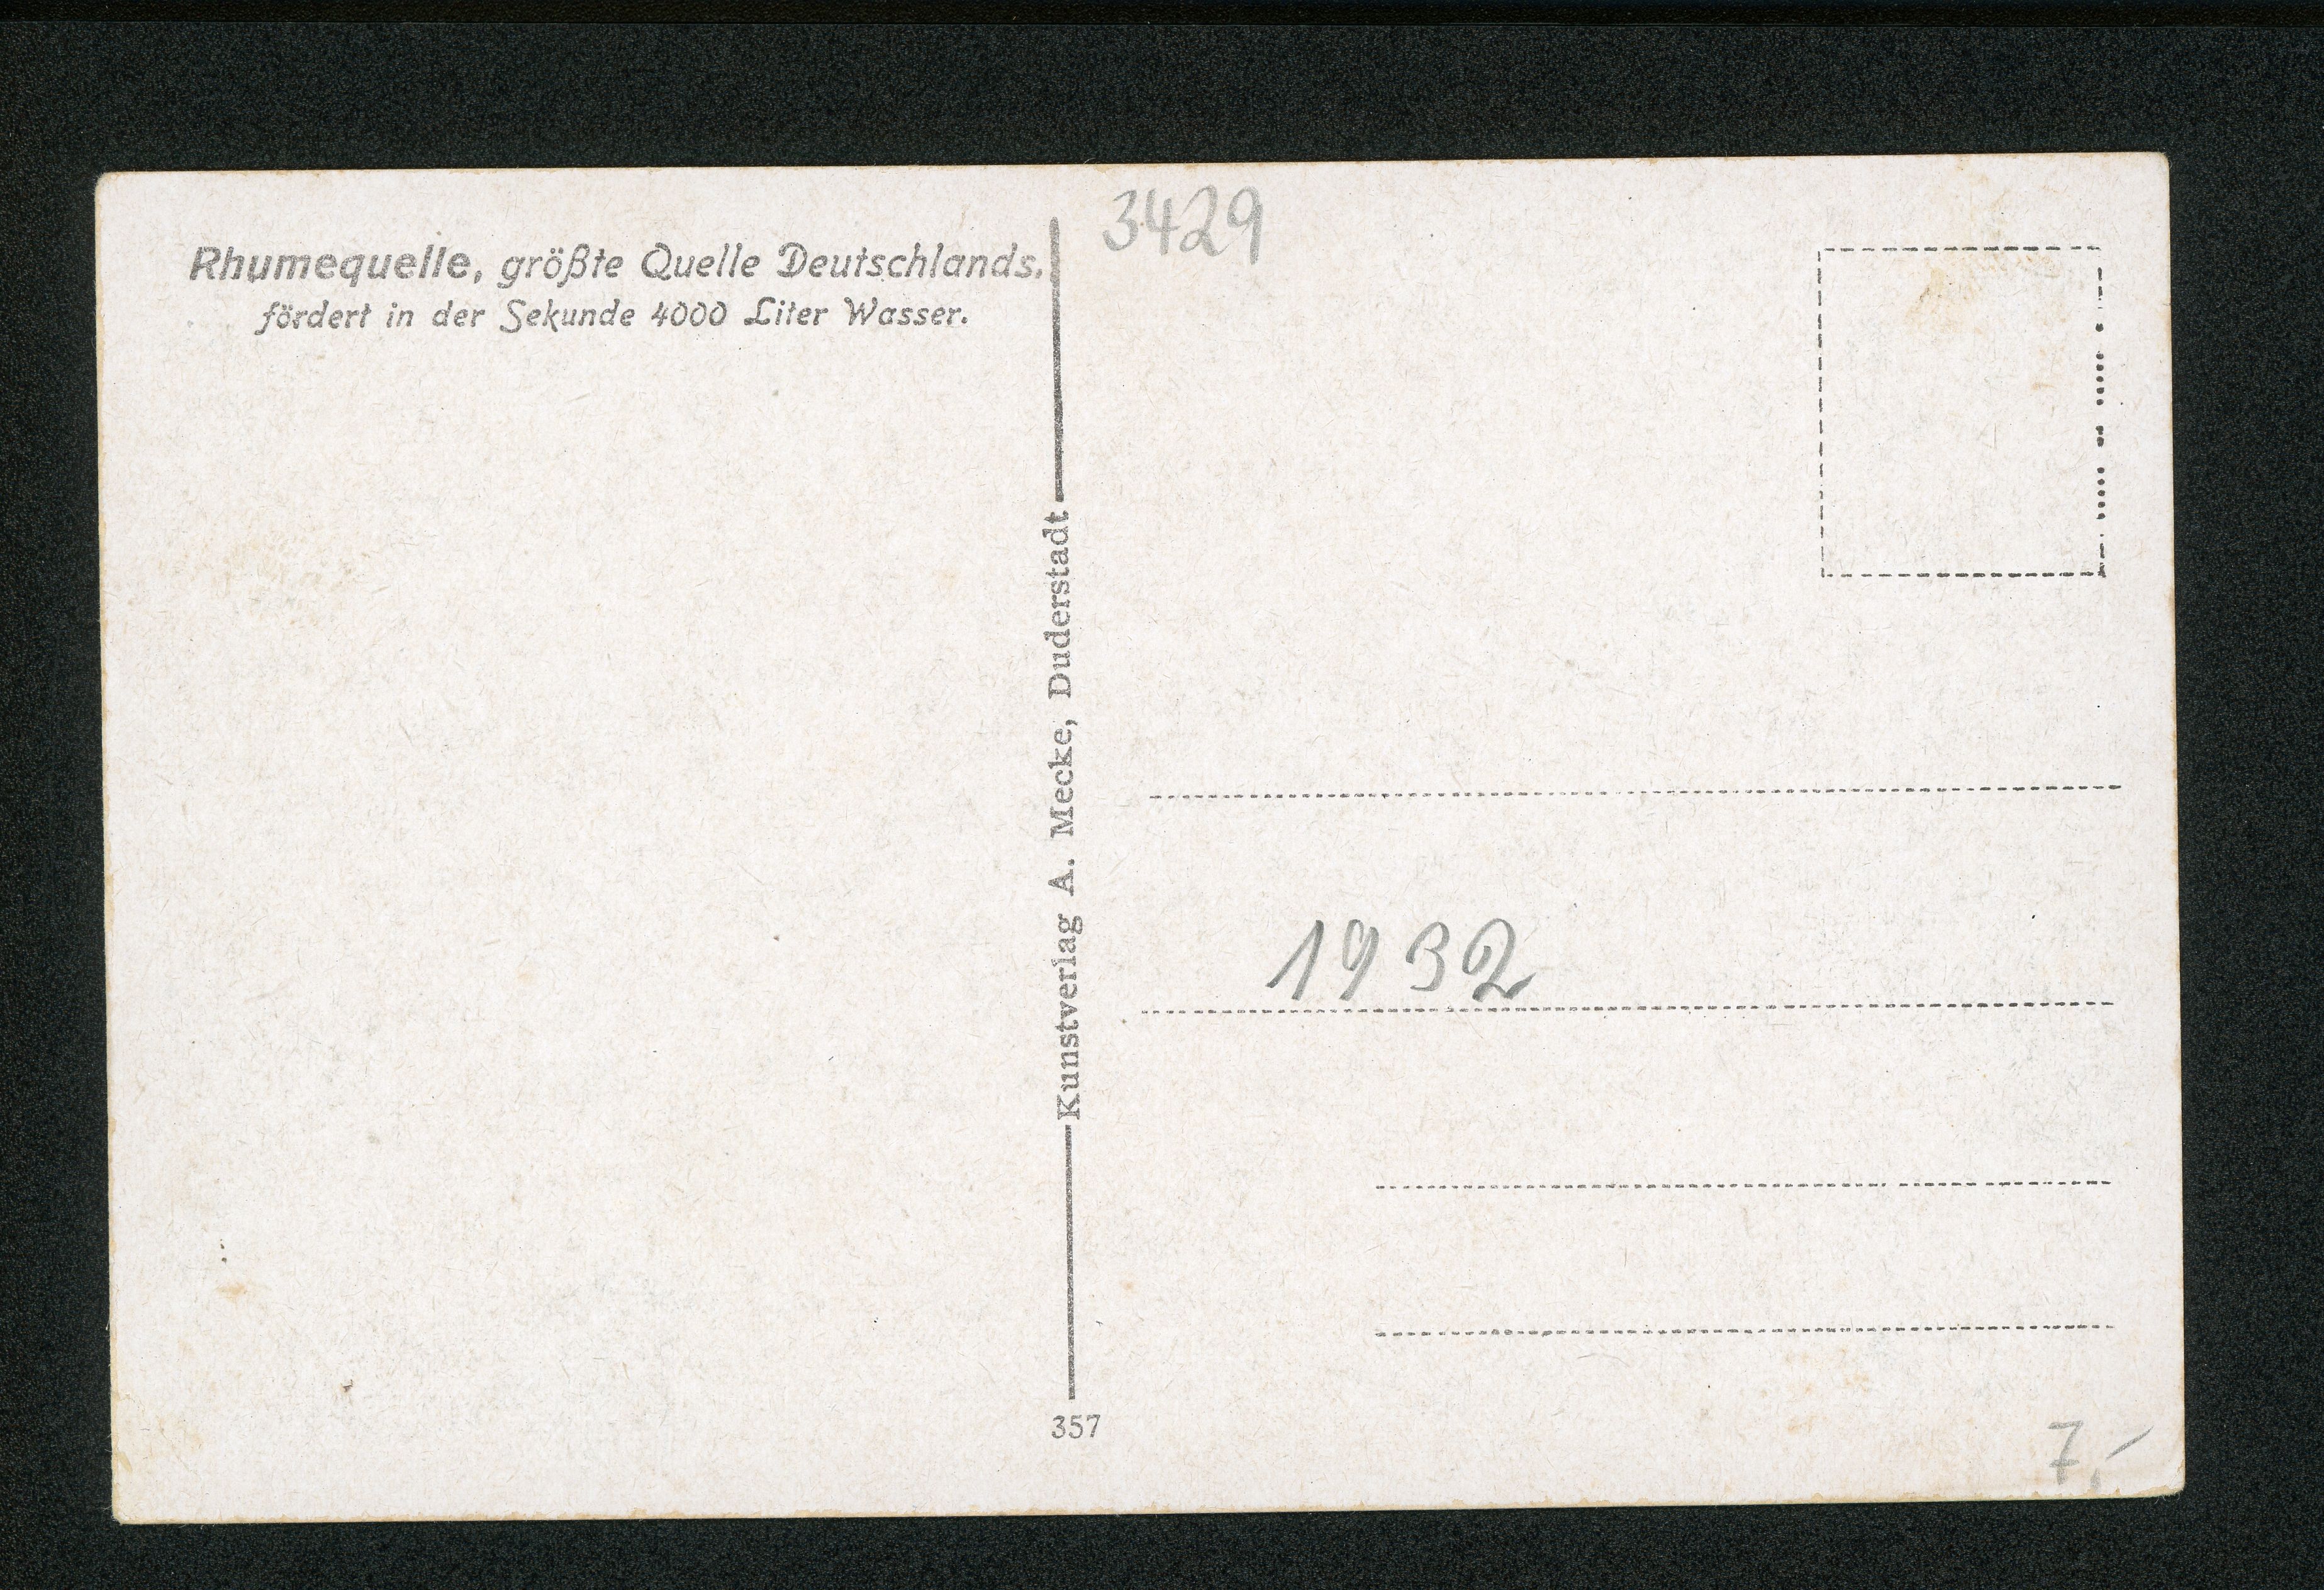 Rhumequelle, größte Quelle Deutschlands.
fördert in der Sekunde 4000 Liter Wasser.
Kunstverlag A. Mecke, Duderstadt
357
3429
1932
7,-